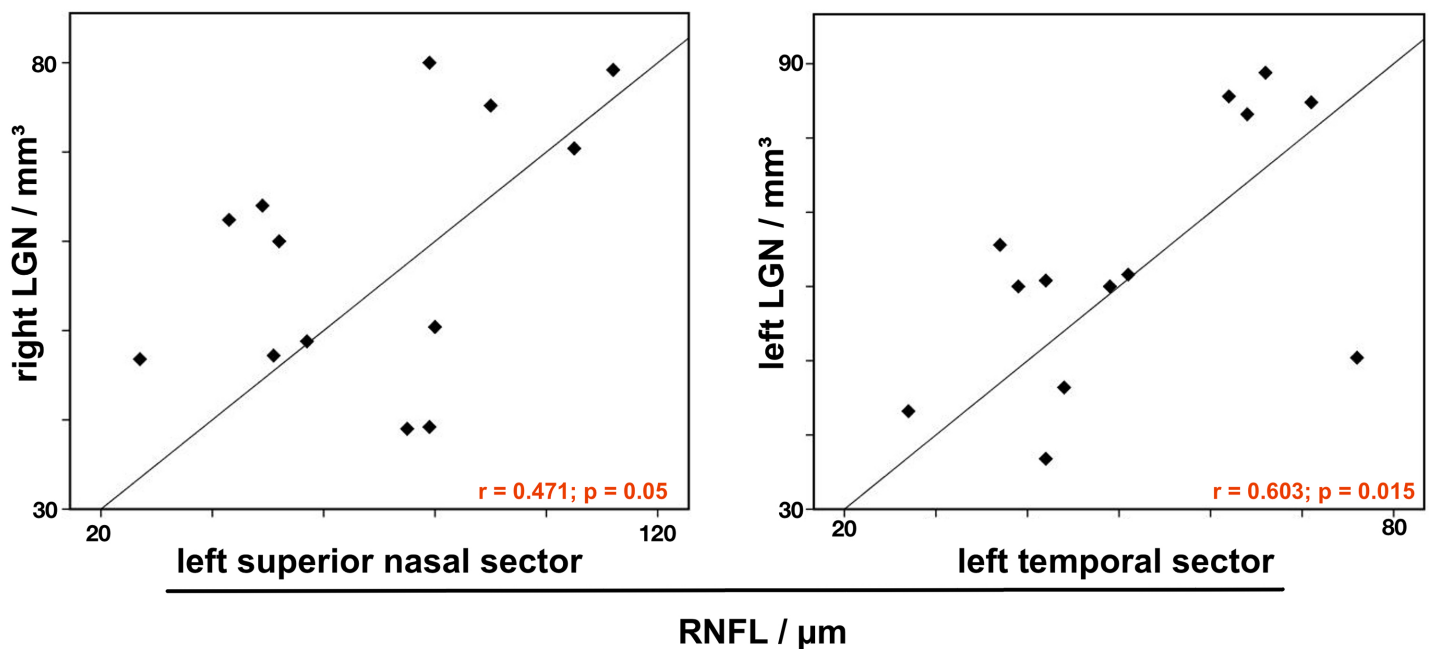 80
right LGN / mm³
30
20
120
r = 0.471; p = 0.05
left superior nasal sector
90
left LGN / mm³
30
20
80
r = 0.603; p = 0.015
left temporal sector
RNFL / µm